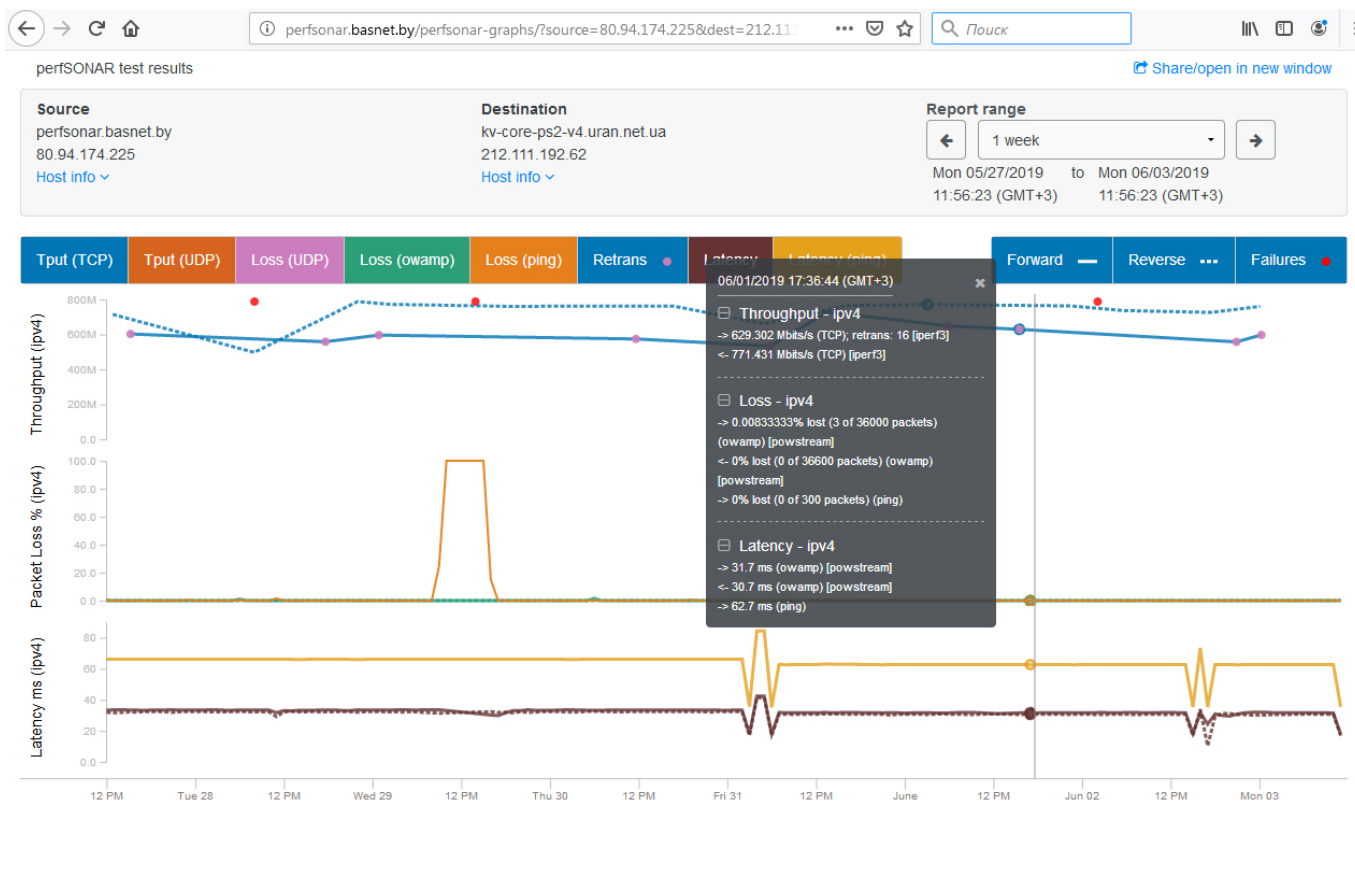 perfsonar.basnet.by/perfsonar-graphs/?source=80.94.174.225&dest=212.11
Поиск
perfSONAR test results
Share/open in new window
Source
perfsonar.basnet.by
80.94.174.225
Host info
Destination
kv-core-ps2-v4.uran.net.ua
212.111.192.62
Host info
Report range
1 week
Mon 05/27/2019 to Mon 06/03/2019
11:56:23 (GMT+3) 11:56:23 (GMT+3)
Tput (TCP) Tput (UDP) Loss (UDP) Loss (owamp) Loss (ping) Retrans Latency Latency (ping) Forward Reverse Failures
06/01/2019 17:36:44 (GMT+3)
Throughput - ipv4
-> 629.302 Mbits/s (TCP); retrans: 16 [iperf3]
<- 771.431 Mbits/s (TCP) [iperf3]
Loss - ipv4
-> 0.00833333% lost (3 of 36000 packets)
(owamp) [powstream]
<- 0% lost (0 of 36600 packets) (owamp)
[powstream]
-> 0% lost (0 of 300 packets) (ping)
Latency - ipv4
-> 31.7 ms (owamp) [powstream]
<- 30.7 ms (owamp) [powstream]
-> 62.7 ms (ping)
Throughput (ipv4)
800M
600M
400M
200M
0.0
Packet Loss % (ipv4)
100.0
80.0
60.0
40.0
20.0
0.0
Latency ms (ipv4)
80
60
40
20
0.0
12 PM Tue 28 12 PM Wed 29 12 PM Thu 30 12 PM Fri 31 12 PM June 12 PM Jun 02 12 PM Mon 03